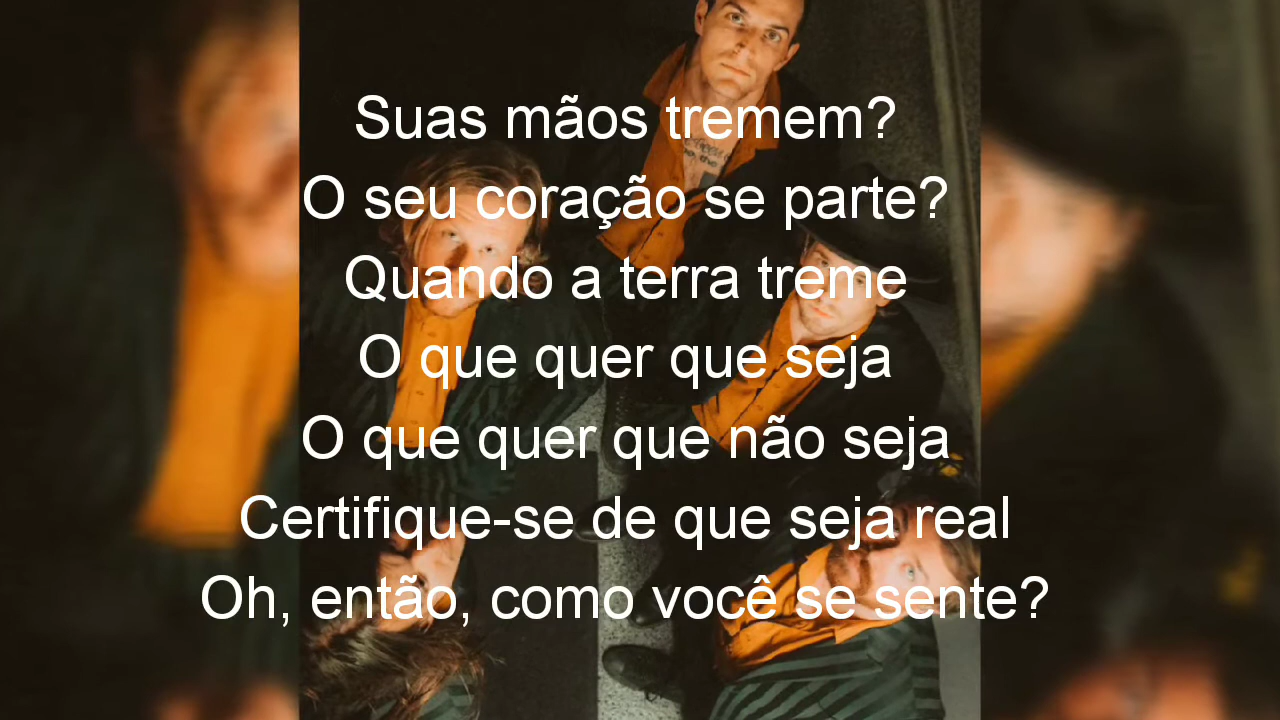 Suas mãos tremem?
O seu coração se parte?
Quando a terra treme
O que quer que seja
O que quer que não seja
Certifique-se de que seja real
Oh, então, como você se sente?